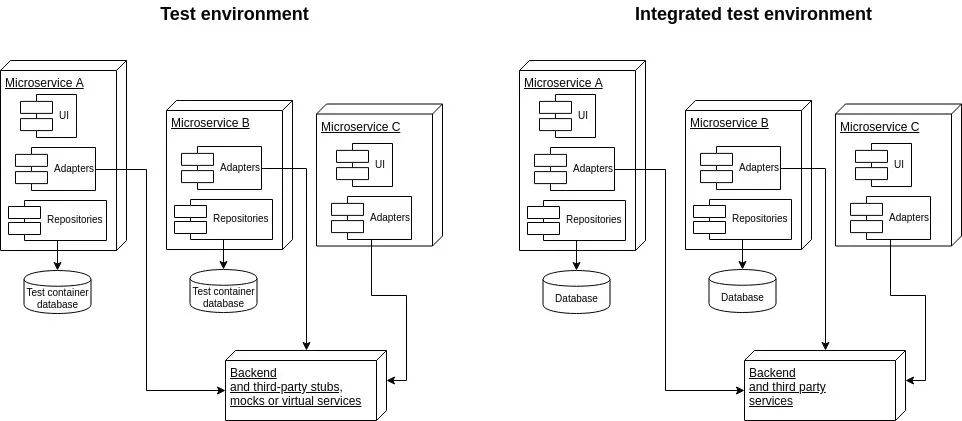 Test environment
Microservice A
UI
Adapters
Repositories
Test container
database
Microservice B
Adapters
Repositories
Test container
database
Microservice C
UI
Adapters
Backend
and third-party stubs,
mocks or virtual services
Integrated test environment
Microservice A
UI
Adapters
Repositories
Database
Microservice B
Adapters
Repositories
Database
Microservice C
UI
Adapters
Backend
and third party
services